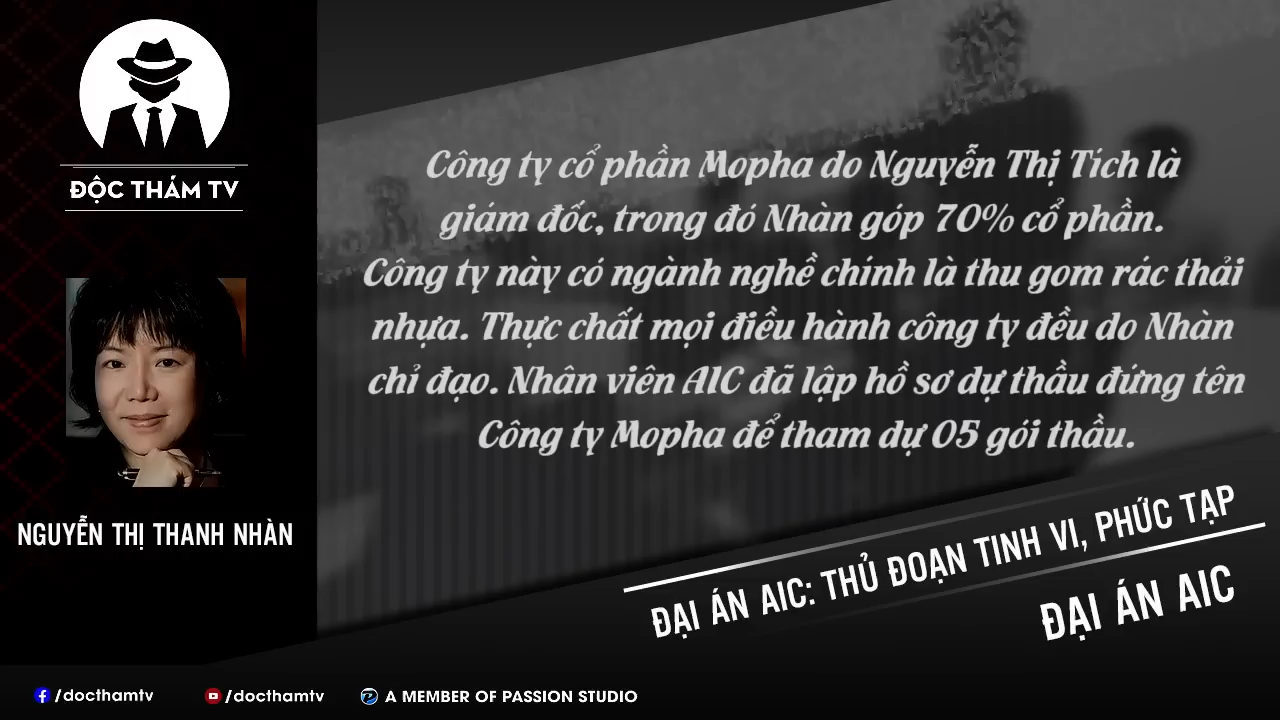 ĐỘC THÁM TV
NGUYỄN THỊ THANH NHÀN
Công ty cổ phần Mopha do Nguyễn Thị Tích là
giám đốc, trong đó Nhàn góp 70% cổ phần.
Công ty này có ngành nghề chính là thu gom rác thải
nhựa. Thực chất mọi điều hành công ty đều do Nhàn
chỉ đạo. Nhân viên AIC đã lập hồ sơ dự thầu đứng tên
Công ty Mopha để tham dự 05 gói thầu.
ĐẠI ÁN AIC: THỦ ĐOẠN TINH VI, PHỨC TẠP
ĐẠI ÁN AIC
/docthamtv
/docthamtv
A MEMBER OF PASSION STUDIO